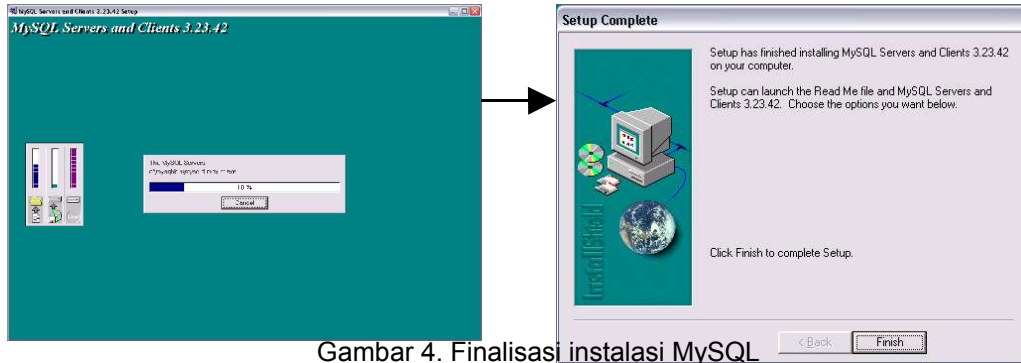 MySQL Servers and Clients 3.23.42 Setup
MySQL Servers and Clients 3.23.42
The MySQL Servers
10 %
Cancel
Setup Complete
Setup has finished installing MySQL Servers and Clients 3.23.42
on your computer.
Setup can launch the Read Me file and MySQL Servers and
Clients 3.23.42. Choose the options you want below.
InstallShield
Click Finish to complete Setup.
< Back
Finish
Gambar 4. Finalisasi instalasi MySQL